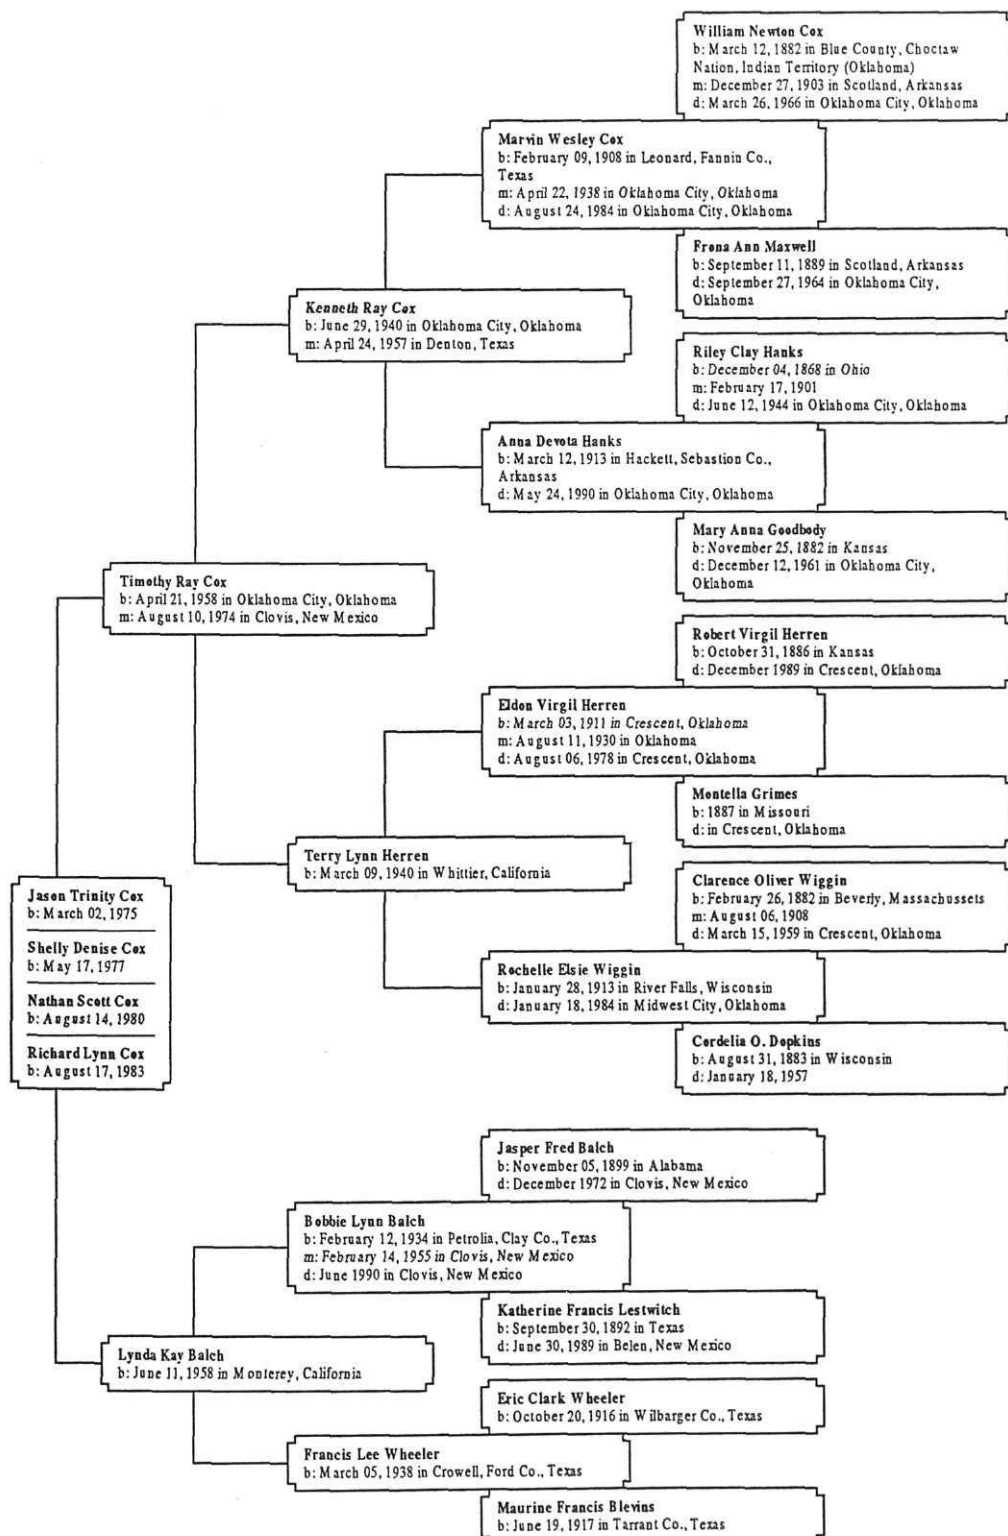 William Newton Cox
b: March 12, 1882 in Blue County, Choctaw
Nation, Indian Territory (Oklahoma)
m: December 27, 1903 in Scotland, Arkansas
d: March 26, 1966 in Oklahoma City, Oklahoma
Marvin Wesley Cox
b: February 09, 1908 in Leonard, Fannin Co.,
Texas
m: April 22, 1938 in Oklahoma City, Oklahoma
d: August 24, 1984 in Oklahoma City, Oklahoma
Frona Ann Maxwell
b: September 11, 1889 in Scotland, Arkansas
d: September 27, 1964 in Oklahoma City,
Oklahoma
Kenneth Ray Cox
b: June 29, 1940 in Oklahoma City, Oklahoma
m: April 24, 1957 in Denton, Texas
Riley Clay Hanks
b: December 04, 1868 in Ohio
m: February 17, 1901
d: June 12, 1944 in Oklahoma City, Oklahoma
Anna Devota Hanks
b: March 12, 1913 in Hackett, Sebastion Co.,
Arkansas
d: May 24, 1990 in Oklahoma City, Oklahoma
Mary Anna Goodbody
b: November 25, 1882 in Kansas
d: December 12, 1961 in Oklahoma City,
Oklahoma
Timothy Ray Cox
b: April 21, 1958 in Oklahoma City, Oklahoma
m: August 10, 1974 in Clovis, New Mexico
Robert Virgil Herren
b: October 31, 1886 in Kansas
d: December 1989 in Crescent, Oklahoma
Eldon Virgil Herren
b: March 03, 1911 in Crescent, Oklahoma
m: August 11, 1930 in Oklahoma
d: August 06, 1978 in Crescent, Oklahoma
Montella Grimes
b: 1887 in Missouri
d: in Crescent, Oklahoma
Terry Lynn Herren
b: March 09, 1940 in Whittier, California
Clarence Oliver Wiggin
b: February 26, 1882 in Beverly, Massachussets
m: August 06, 1908
d: March 15, 1959 in Crescent, Oklahoma
Rochelle Elsie Wiggin
b: January 28, 1913 in River Falls, Wisconsin
d: January 18, 1984 in Midwest City, Oklahoma
Cordelia O. Dopkins
b: August 31, 1883 in Wisconsin
d: January 18, 1957
Jason Trinity Cox
b: March 02, 1975
Shelly Denise Cox
b: May 17, 1977
Nathan Scott Cox
b: August 14, 1980
Richard Lynn Cox
b: August 17, 1983
Jasper Fred Balch
b: November 05, 1899 in Alabama
d: December 1972 in Clovis, New Mexico
Bobbie Lynn Balch
b: February 12, 1934 in Petrolia, Clay Co., Texas
m: February 14, 1955 in Clovis, New Mexico
d: June 1990 in Clovis, New Mexico
Katherine Francis Lestwitch
b: September 30, 1892 in Texas
d: June 30, 1989 in Belen, New Mexico
Lynda Kay Balch
b: June 11, 1958 in Monterey, California
Eric Clark Wheeler
b: October 20, 1916 in Wilbarger Co., Texas
Francis Lee Wheeler
b: March 05, 1938 in Crowell, Ford Co., Texas
Maurine Francis Blevins
b: June 19, 1917 in Tarrant Co., Texas